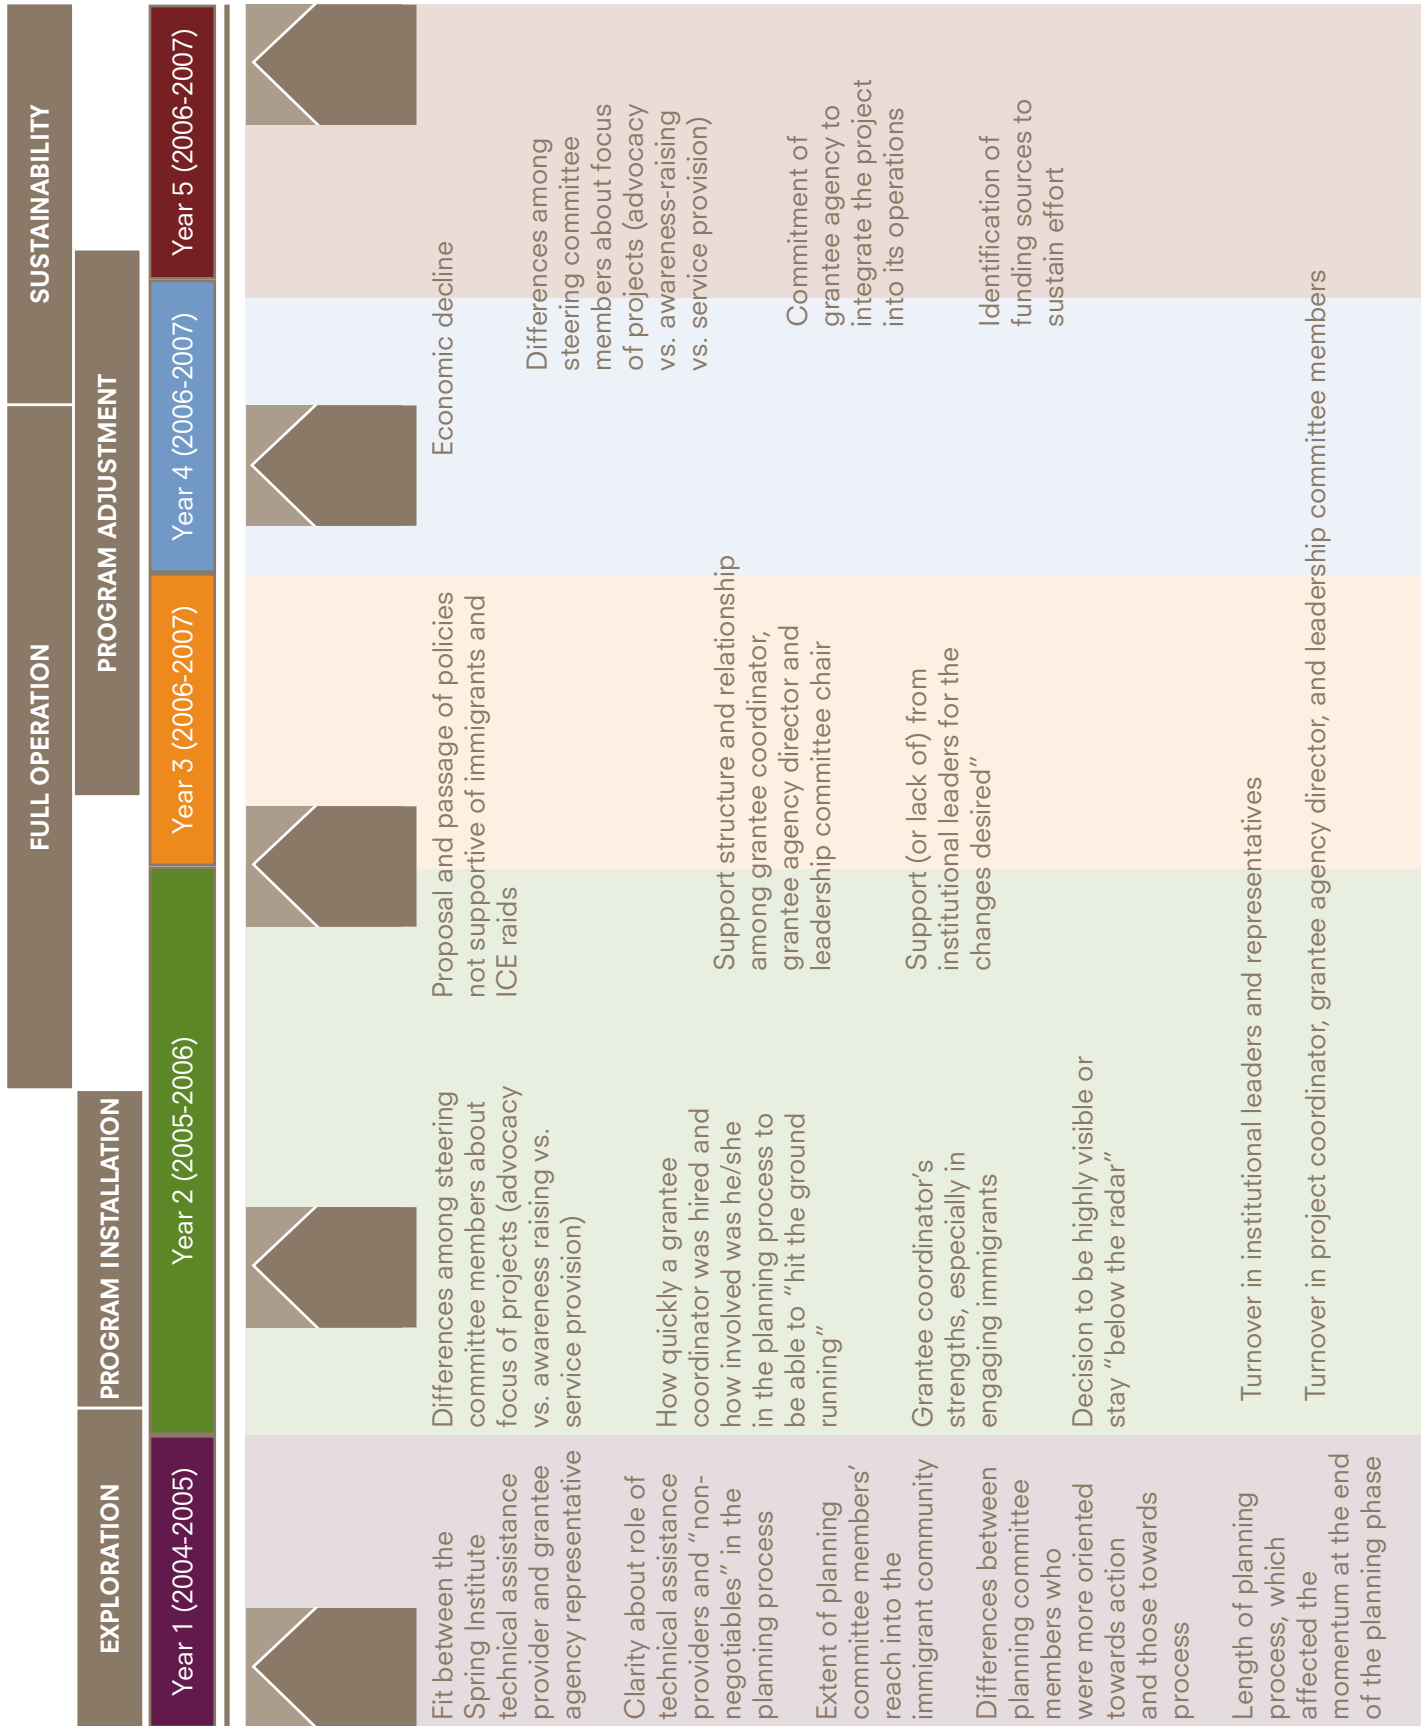 EXPLORATION
PROGRAM INSTALLATION
FULL OPERATION
PROGRAM ADJUSTMENT
SUSTAINABILITY
Year 1 (2004-2005)
Year 2 (2005-2006)
Year 3 (2006-2007)
Year 4 (2006-2007)
Year 5 (2006-2007)
Fit between the
Spring Institute
technical assistance
provider and grantee
agency representative
Clarity about role of
technical assistance
providers and “non-
negotiables” in the
planning process
Extent of planning
committee members’
reach into the
immigrant community
Differences between
planning committee
members who
were more oriented
towards action
and those towards
process
Length of planning
process, which
affected the
momentum at the end
of the planning phase
Differences among steering
committee members about
focus of projects (advocacy
vs. awareness raising vs.
service provision)
How quickly a grantee
coordinator was hired and
how involved was he/she
in the planning process to
be able to “hit the ground
running”
Grantee coordinator’s
strengths, especially in
engaging immigrants
Decision to be highly visible or
stay “below the radar”
Turnover in institutional leaders and representatives
Turnover in project coordinator, grantee agency director, and leadership committee members
Proposal and passage of policies
not supportive of immigrants and
ICE raids
Support structure and relationship
among grantee coordinator,
grantee agency director and
leadership committee chair
Support (or lack of) from
institutional leaders for the
changes desired”
Economic decline
Differences among
steering committee
members about focus
of projects (advocacy
vs. awareness-raising
vs. service provision)
Commitment of
grantee agency to
integrate the project
into its operations
Identification of
funding sources to
sustain effort